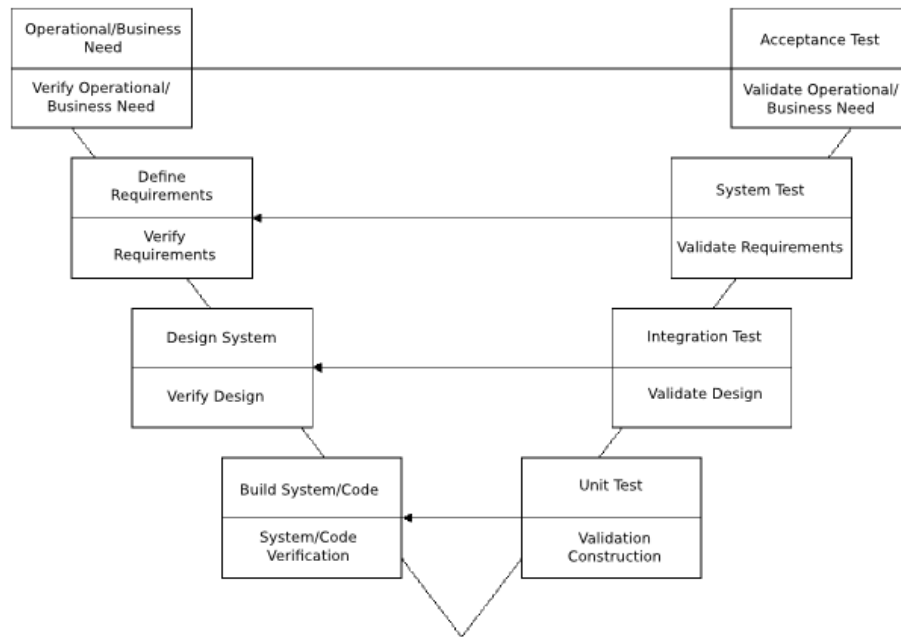 Operational/Business
Need
Acceptance Test
Verify Operational/
Business Need
Validate Operational/
Business Need
Define
Requirements
System Test
Verify
Requirements
Validate Requirements
Design System
Integration Test
Verify Design
Validate Design
Build System/Code
Unit Test
System/Code
Verification
Validation
Construction